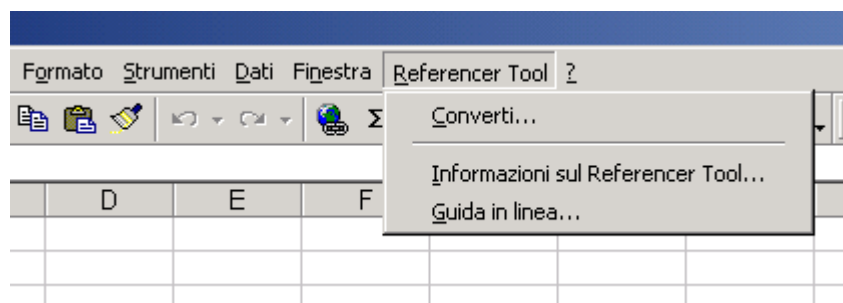 Formato Strumenti Dati Finestra Referencer Tool ?
Σ
Converti...
Informazioni sul Referencer Tool...
D E F
Guida in linea...